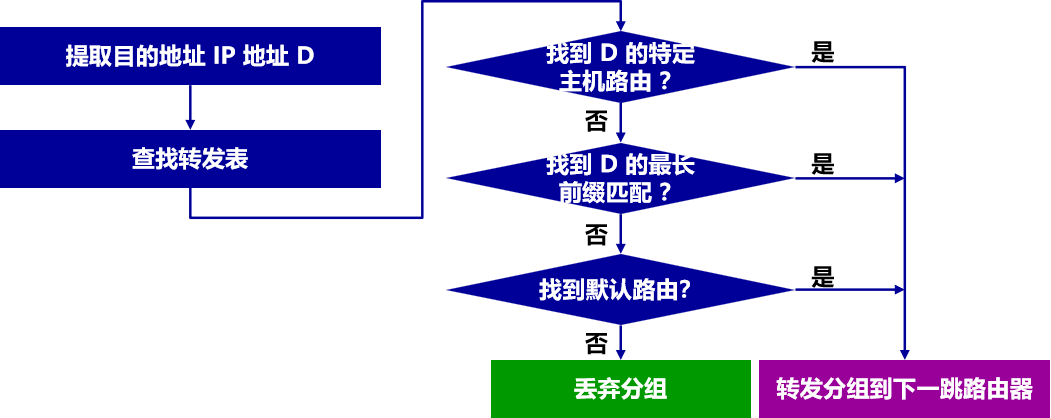 提取目的地址 IP 地址 D
查找转发表
找到 D 的特定
主机路由？
是
否
找到 D 的最长
前缀匹配？
是
否
找到默认路由?
是
否
丢弃分组
转发分组到下一跳路由器